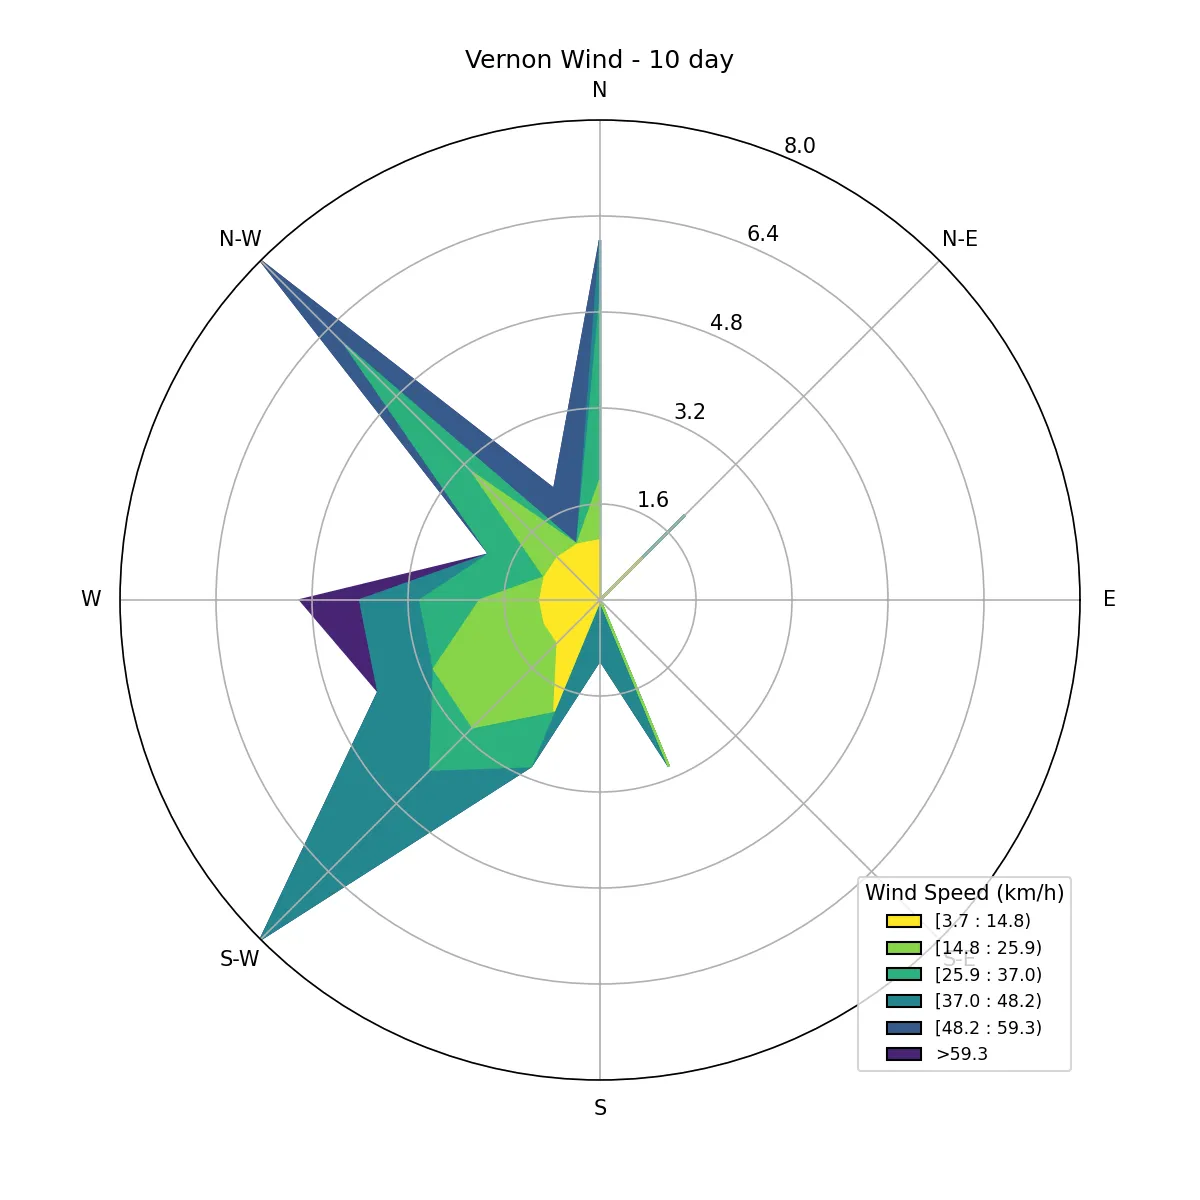 Vernon Wind - 10 day
N
8.0
N-W
6.4
N-E
4.8
3.2
1.6
W
E
S-W
S-E
S
Wind Speed (km/h)
[3.7 : 14.8)
[14.8 : 25.9)
[25.9 : 37.0)
[37.0 : 48.2)
[48.2 : 59.3)
>59.3